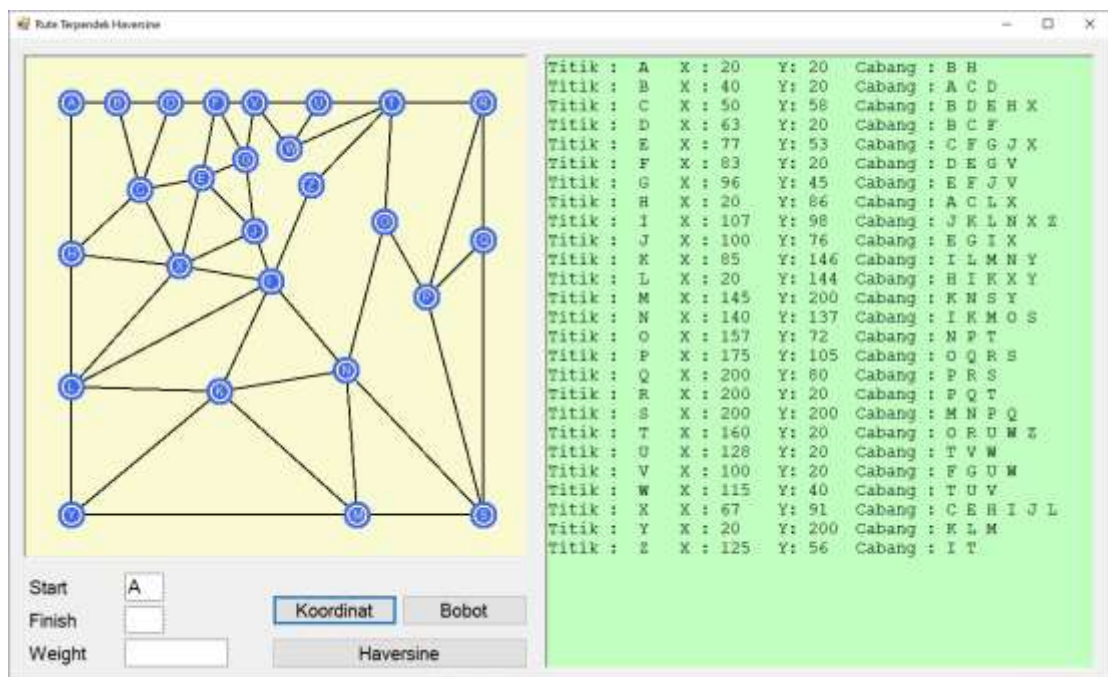 Rute Terpendek Haversine
A B D F V U T R
W
G
E Z
C
O
J Q
H X
I
P
N
L K
Y M S
Titik : A X : 20 Y: 20 Cabang : B H
Titik : B X : 40 Y: 20 Cabang : A C D
Titik : C X : 50 Y: 58 Cabang : B D E H X
Titik : D X : 63 Y: 20 Cabang : B C F
Titik : E X : 77 Y: 53 Cabang : C F G J X
Titik : F X : 83 Y: 20 Cabang : D E G V
Titik : G X : 96 Y: 45 Cabang : E F J V
Titik : H X : 20 Y: 86 Cabang : A C L X
Titik : I X : 107 Y: 98 Cabang : J K L N X Z
Titik : J X : 100 Y: 76 Cabang : E G I X
Titik : K X : 85 Y: 146 Cabang : I L M N Y
Titik : L X : 20 Y: 144 Cabang : H I K X Y
Titik : M X : 145 Y: 200 Cabang : K N S Y
Titik : N X : 140 Y: 137 Cabang : I K M O S
Titik : O X : 157 Y: 72 Cabang : N P T
Titik : P X : 175 Y: 105 Cabang : O Q R S
Titik : Q X : 200 Y: 80 Cabang : P R S
Titik : R X : 200 Y: 20 Cabang : P Q T
Titik : S X : 200 Y: 200 Cabang : M N P Q
Titik : T X : 160 Y: 20 Cabang : O R U W Z
Titik : U X : 128 Y: 20 Cabang : T V W
Titik : V X : 100 Y: 20 Cabang : F G U W
Titik : W X : 115 Y: 40 Cabang : T U V
Titik : X X : 67 Y: 91 Cabang : C E H I J L
Titik : Y X : 20 Y: 200 Cabang : K L M
Titik : Z X : 125 Y: 56 Cabang : I T
Start A
Finish
Weight
Koordinat Bobot
Haversine